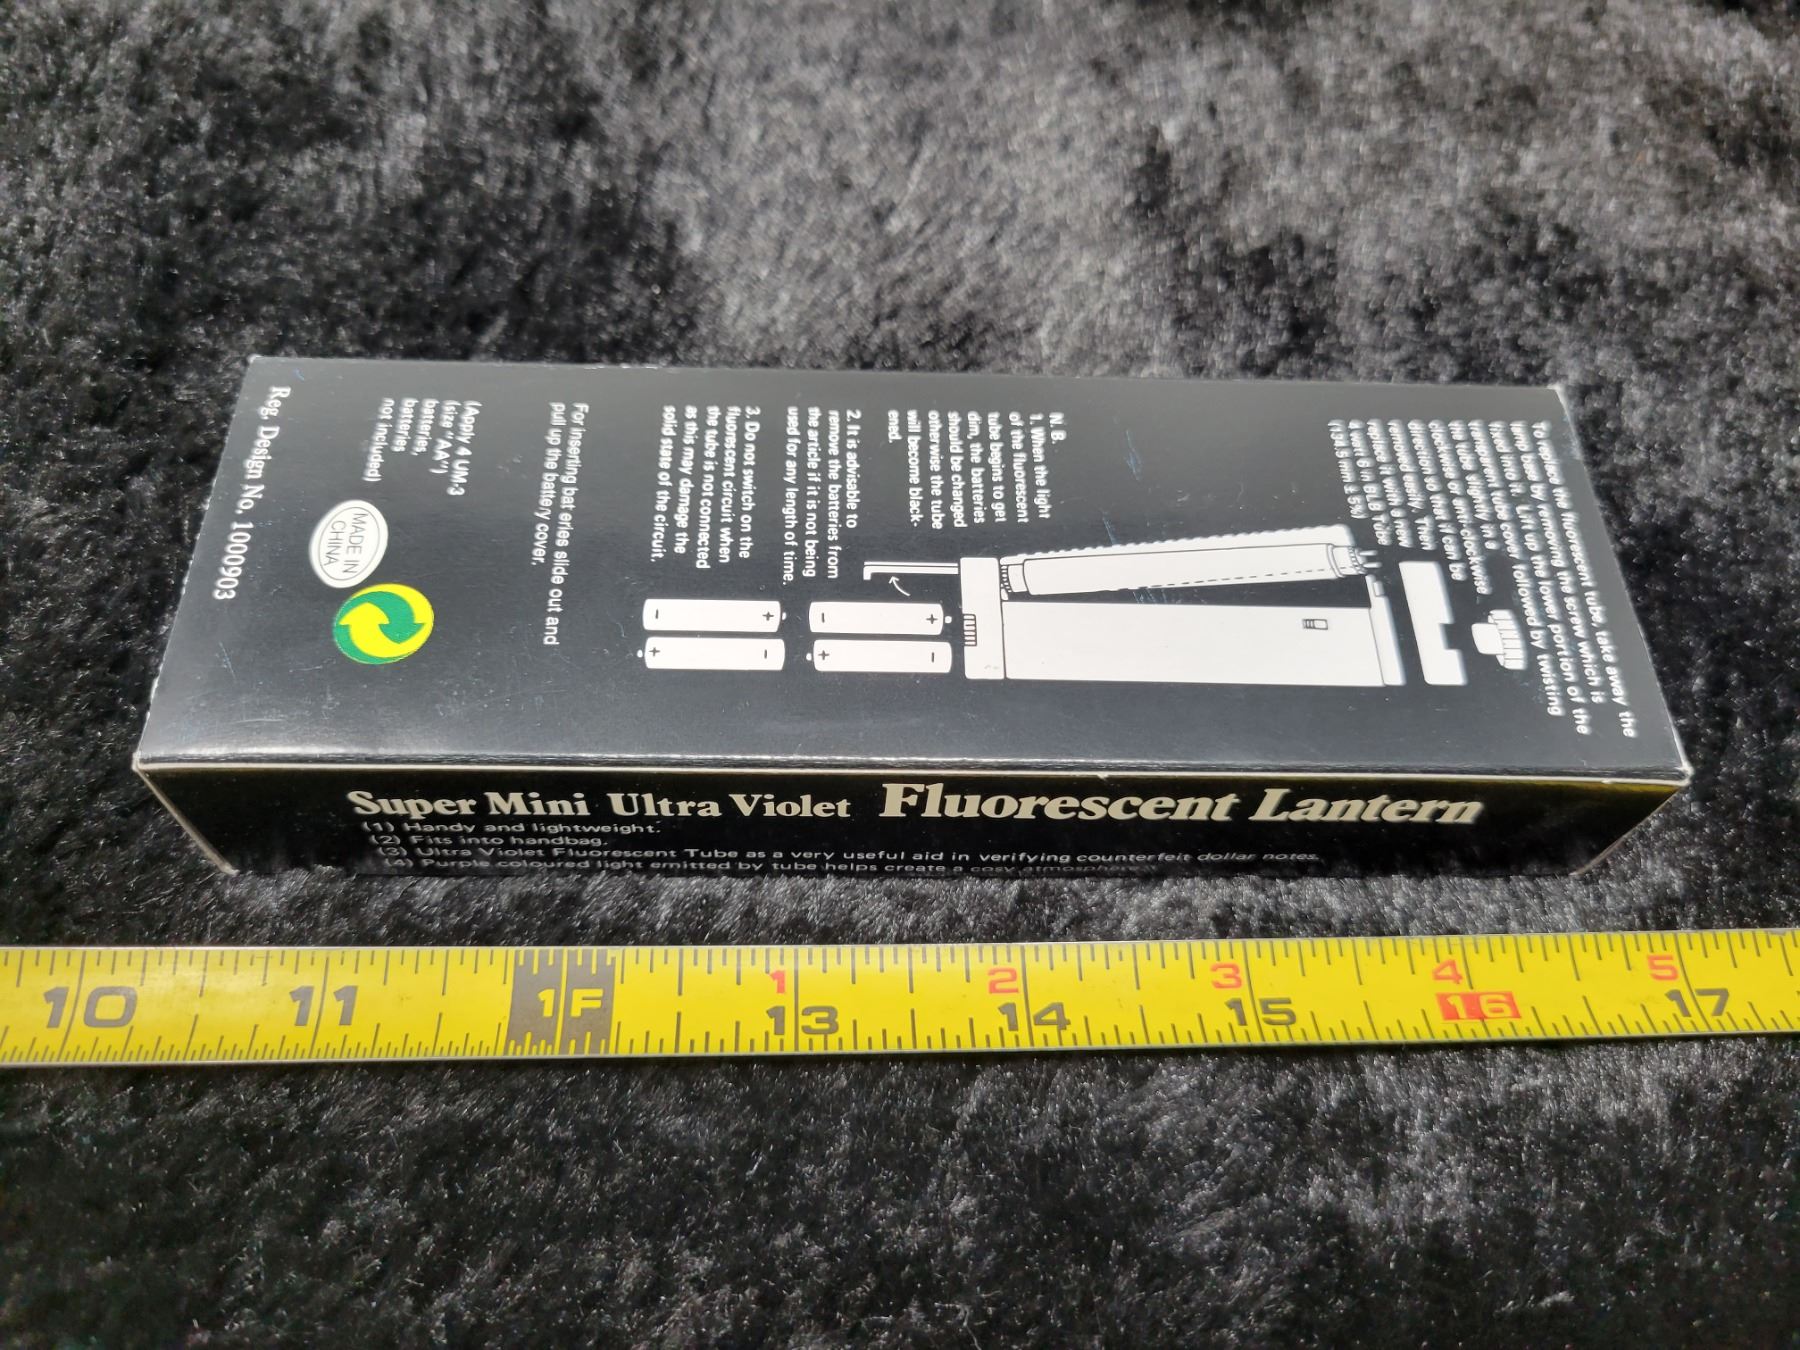 Super Mini Ultra Violet Fluorescent Lantern
(1) Handy and lightweight.
(2) Fits into handbag.
(3) Ultra Violet Fluorescent Tube as a very useful aid in verifying counterfeit dollar notes.
(4) Purple coloured light emitted by tube helps create a cosy atmosphere
To replace the fluorescent tube, take away the
lamp base by removing the screw which is
fixed into it. Lift up the lower portion of the
transparent tube cover followed by twisting
the tube slightly in a
clockwise or anti-clockwise
direction so that it can be
removed easily. Then
replace it with a new
4 watt 6 in BLB Tube
N.B.
1. When the light
of the fluorescent
tube begins to get
dim, the batteries
should be changed
otherwise the tube
will become black-
ened.
2. It is advisable to
remove the batteries from
the article if it is not being
used for any length of time.
3. Do not switch on the
fluorescent circuit when
the tube is not connected
as this may damage the
solid state of the circuit.
For inserting batteries slide out and
pull up the battery cover.
(Apply 4 UM-3
(size "AA")
batteries,
batteries
not included)
MADE IN
CHINA
Reg. Design No. 1000903
+ -
+ -
+ -
+ -
1 2 3 4 5
10 11 1F 13 14 15 16 17